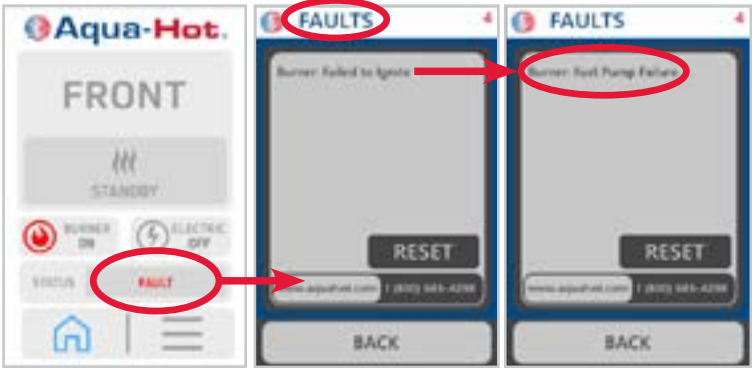 Aqua-Hot.
FRONT
STANDBY
BURNER
ON
ELECTRIC
OFF
STATUS
FAULT
FAULTS
4
Burner: Failed to Ignite
RESET
www.aquahot.com
BACK
FAULTS
4
Burner: Fuel Pump Failure
RESET
www.aquahot.com
BACK